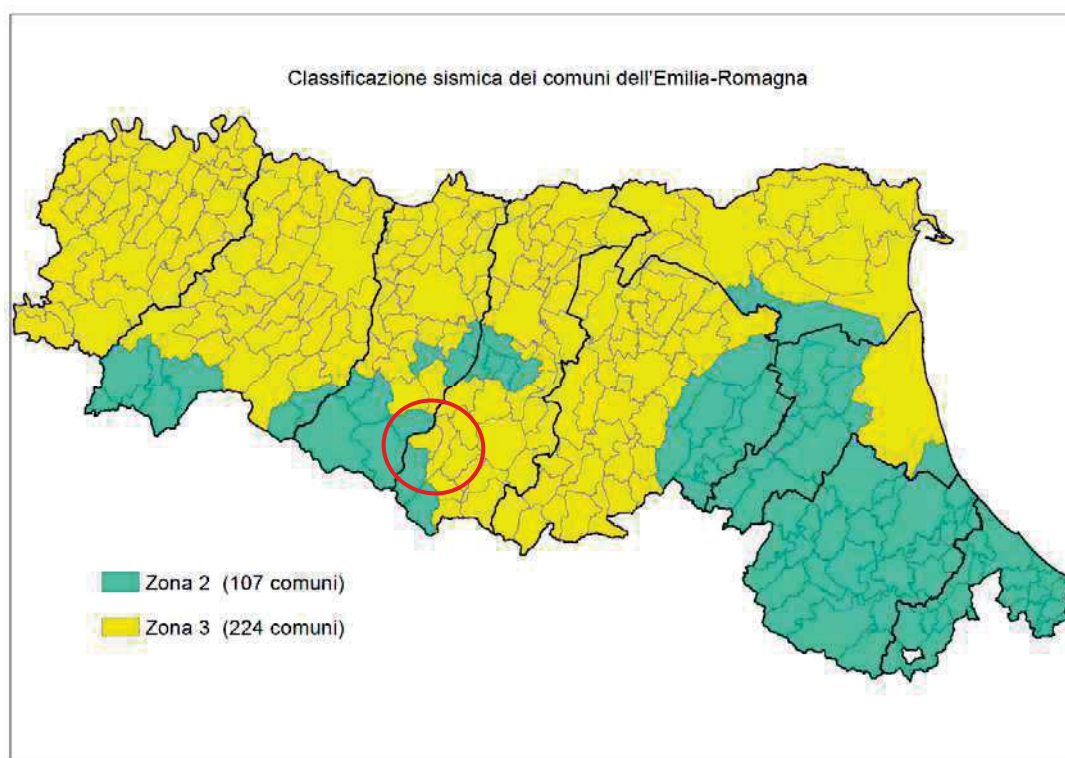 Classificazione sismica dei comuni dell'Emilia-Romagna
Zona 2 (107 comuni)
Zona 3 (224 comuni)